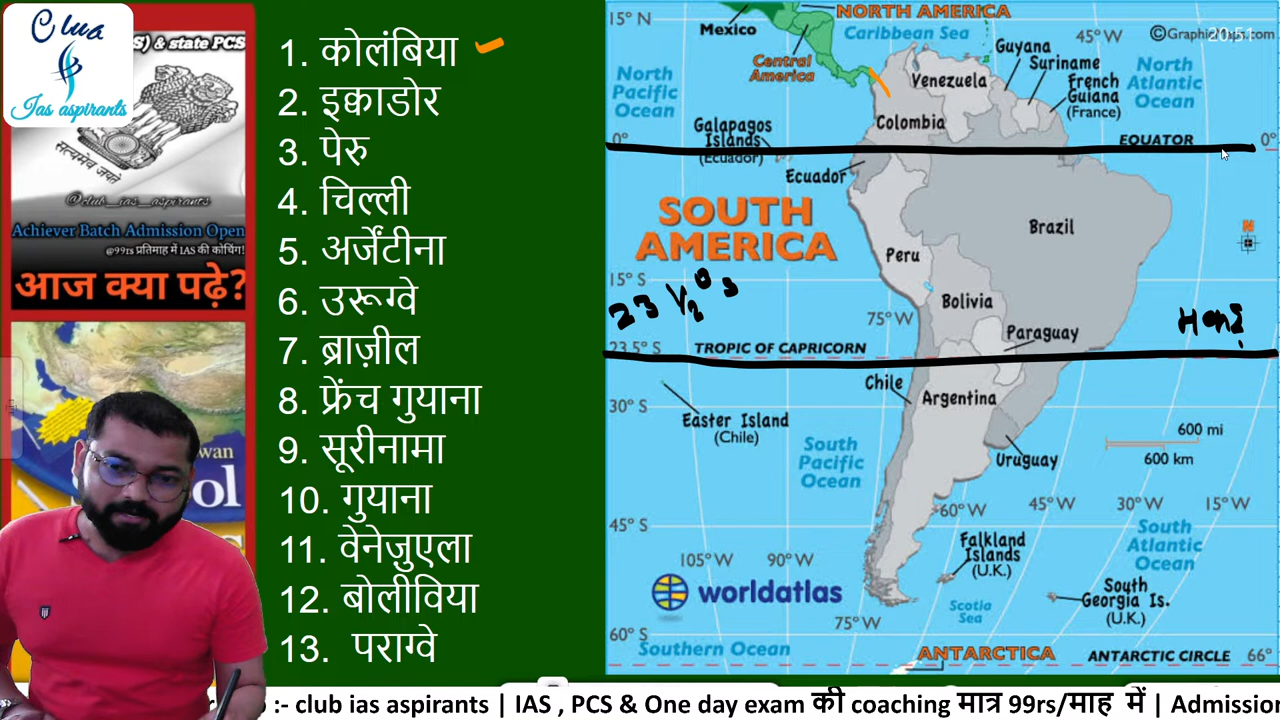 Clua
Ias aspirants
S) & state PCS
सत्यमेव जयते
@club_ias_aspirants
Achiever Batch Admission Open
@99rs प्रतिमाह में IAS की कोचिंग!
आज क्या पढ़े?
1. कोलंबिया
2. इक्वाडोर
3. पेरु
4. चिल्ली
5. अर्जेंटीना
6. उरूग्वे
7. ब्राज़ील
8. फ्रेंच गुयाना
9. सूरीनामा
10. गुयाना
11. वेनेज़ुएला
12. बोलीविया
13. पराग्वे
15° N
NORTH AMERICA
Mexico
Caribbean Sea
45° W
©GraphicMaps.com
20:51
Central
America
North
Pacific
Ocean
Guyana
Suriname
French
Guiana
(France)
North
Atlantic
Ocean
Venezuela
Colombia
Galapagos
Islands
(Ecuador)
0°
EQUATOR
0°
Ecuador
SOUTH
AMERICA
Brazil
N
Peru
15° S
23 1/2 0 s
Bolivia
75° W
Paraguay
23.5° S
TROPIC OF CAPRICORN
Chile
Argentina
30° S
Easter Island
(Chile)
South
Pacific
Ocean
Uruguay
600 mi
600 km
45° S
60° W
45° W
30° W
15° W
105° W
90° W
Falkland
Islands
(U.K.)
South
Atlantic
Ocean
worldatlas
South
Georgia Is.
(U.K.)
Scotia
Sea
75° W
60° S
Southern Ocean
ANTARCTICA
ANTARCTIC CIRCLE
66°
:- club ias aspirants | IAS , PCS & One day exam की coaching मात्र 99rs/माह में | Admission